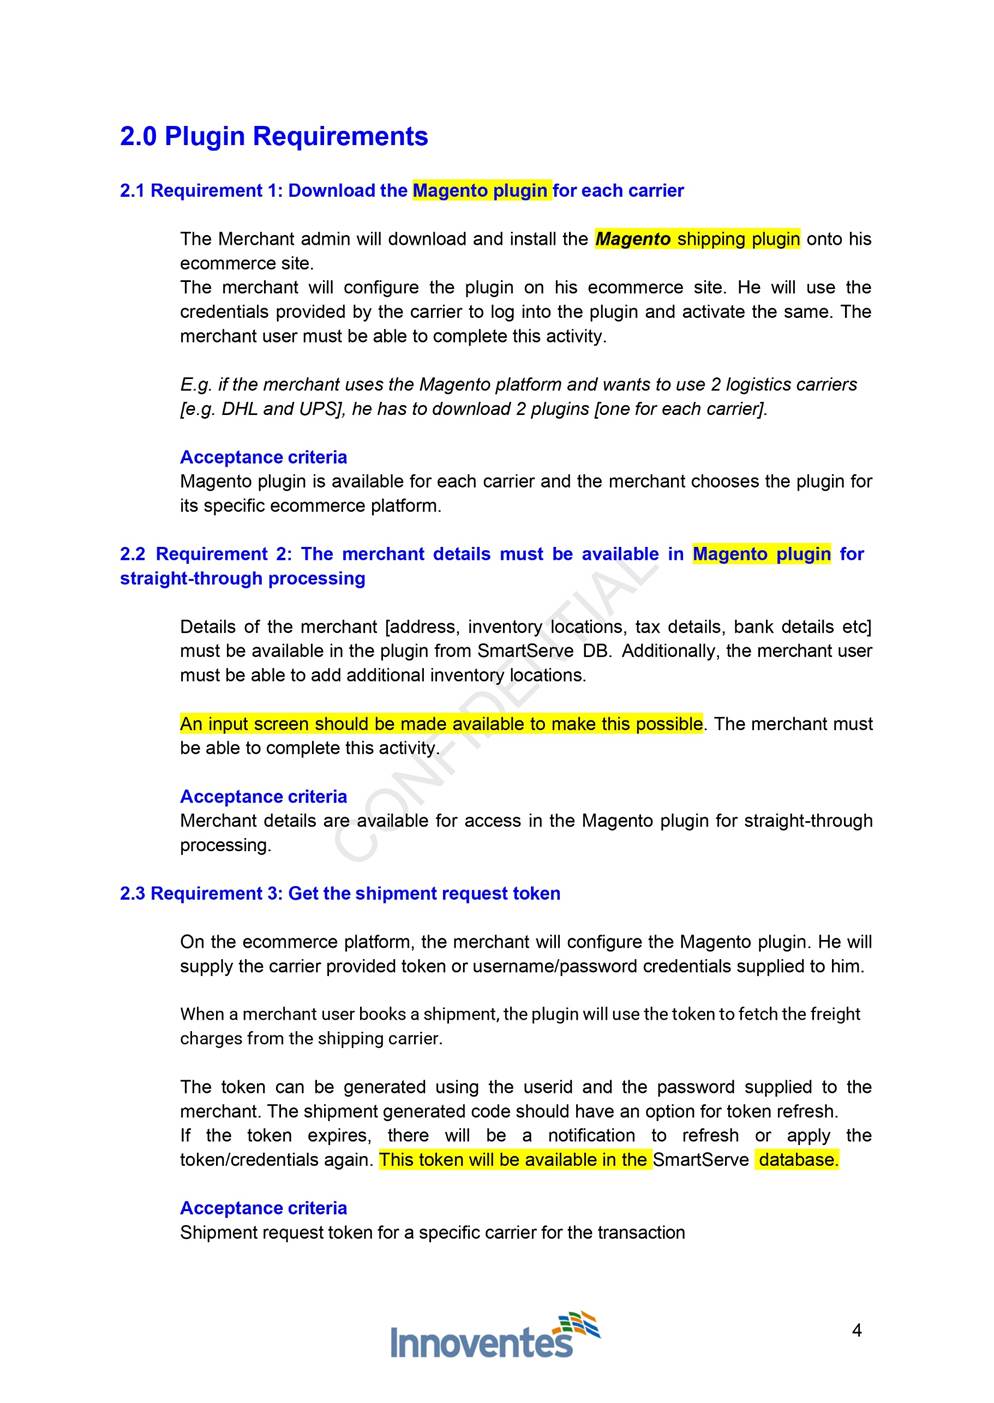 2.0 Plugin Requirements
2.1 Requirement 1: Download the Magento plugin for each carrier
The Merchant admin will download and install the Magento shipping plugin onto his
ecommerce site.
The merchant will configure the plugin on his ecommerce site. He will use the
credentials provided by the carrier to log into the plugin and activate the same. The
merchant user must be able to complete this activity.
E.g. if the merchant uses the Magento platform and wants to use 2 logistics carriers
[e.g. DHL and UPS], he has to download 2 plugins [one for each carrier].
Acceptance criteria
Magento plugin is available for each carrier and the merchant chooses the plugin for
its specific ecommerce platform.
2.2 Requirement 2: The merchant details must be available in Magento plugin for
straight-through processing
Details of the merchant [address, inventory locations, tax details, bank details etc]
must be available in the plugin from SmartServe DB. Additionally, the merchant user
must be able to add additional inventory locations.
An input screen should be made available to make this possible. The merchant must
be able to complete this activity.
Acceptance criteria
Merchant details are available for access in the Magento plugin for straight-through
processing.
2.3 Requirement 3: Get the shipment request token
On the ecommerce platform, the merchant will configure the Magento plugin. He will
supply the carrier provided token or username/password credentials supplied to him.
When a merchant user books a shipment, the plugin will use the token to fetch the freight
charges from the shipping carrier.
The token can be generated using the userid and the password supplied to the
merchant. The shipment generated code should have an option for token refresh.
If the token expires, there will be a notification to refresh or apply the
token/credentials again. This token will be available in the SmartServe database.
Acceptance criteria
Shipment request token for a specific carrier for the transaction
CONFIDENTIAL
Innoventes
4